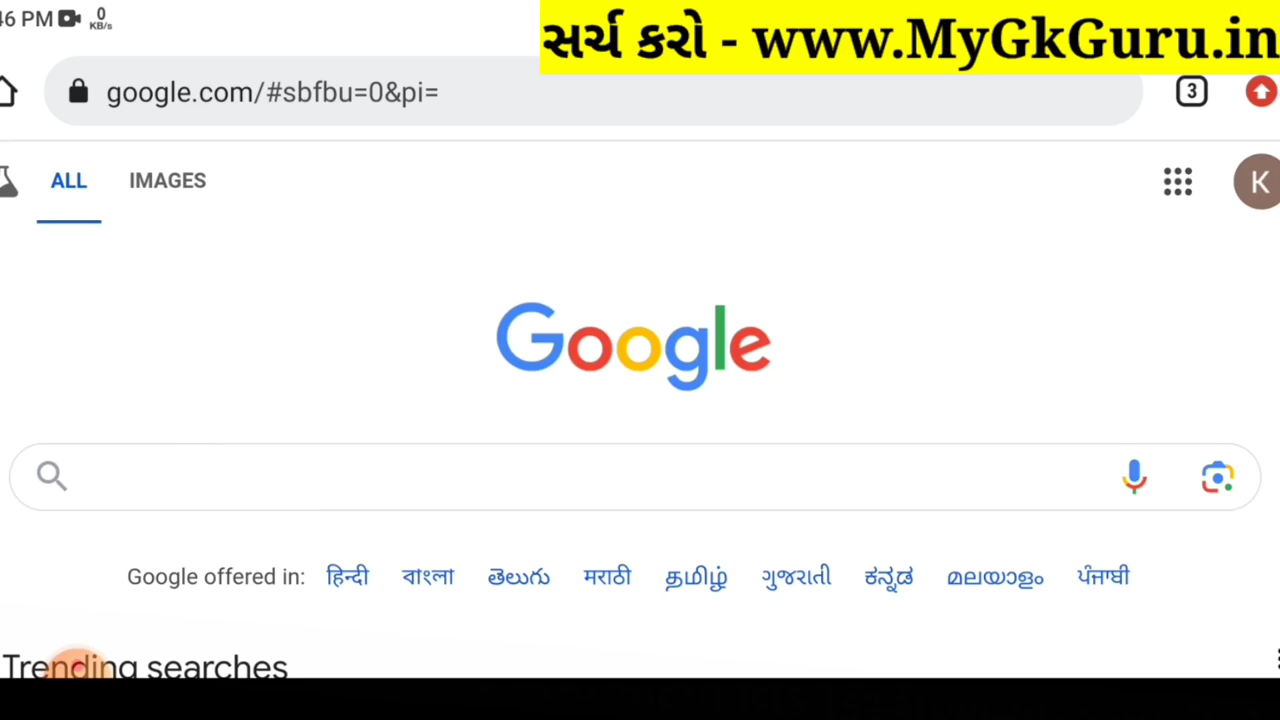 46 PM 0 KB/s
સર્ચ કરો - www.MyGkGuru.in
google.com/#sbfbu=0&pi=
3
ALL IMAGES
K
Google
Google offered in: हिन्दी বাংলা తెలుగు मराठी தமிழ் ગુજરાતી ಕನ್ನಡ മലയാളം ਪੰਜਾਬੀ
Trending searches